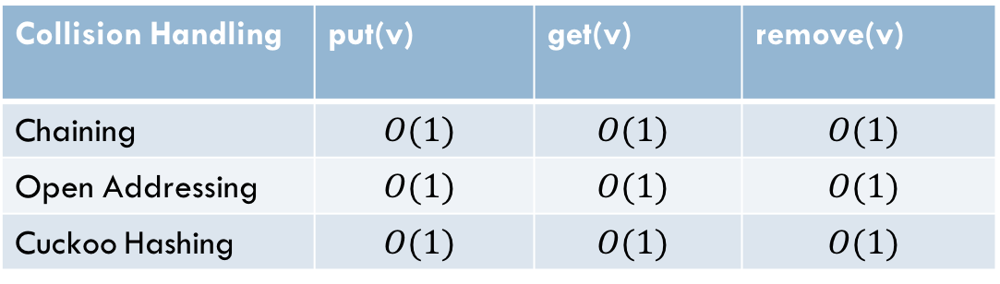 Collision Handling put(v) get(v) remove(v)
Chaining O(1) O(1) O(1)
Open Addressing O(1) O(1) O(1)
Cuckoo Hashing O(1) O(1) O(1)